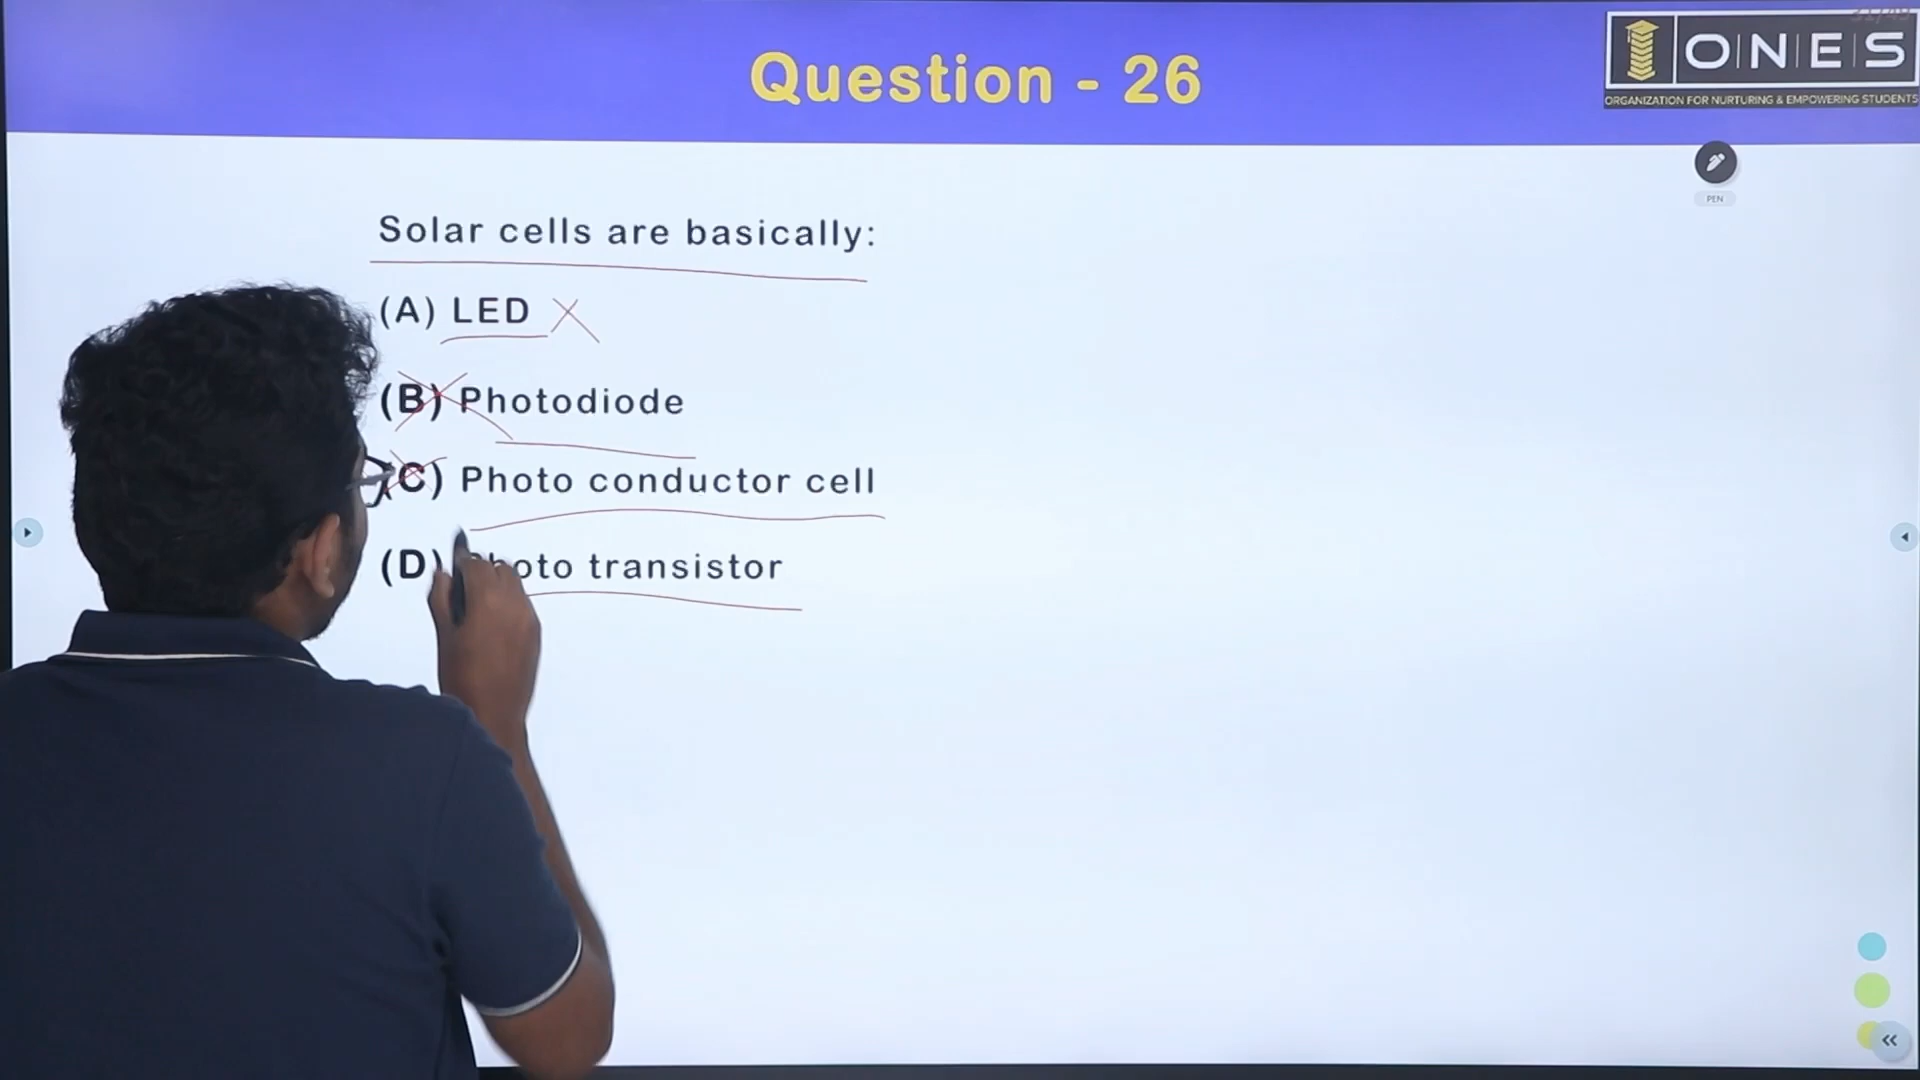 Question - 26
ONES
ORGANIZATION FOR NURTURING & EMPOWERING STUDENTS
PEN
Solar cells are basically:
(A) LED
(B) Photodiode
(C) Photo conductor cell
(D) Photo transistor